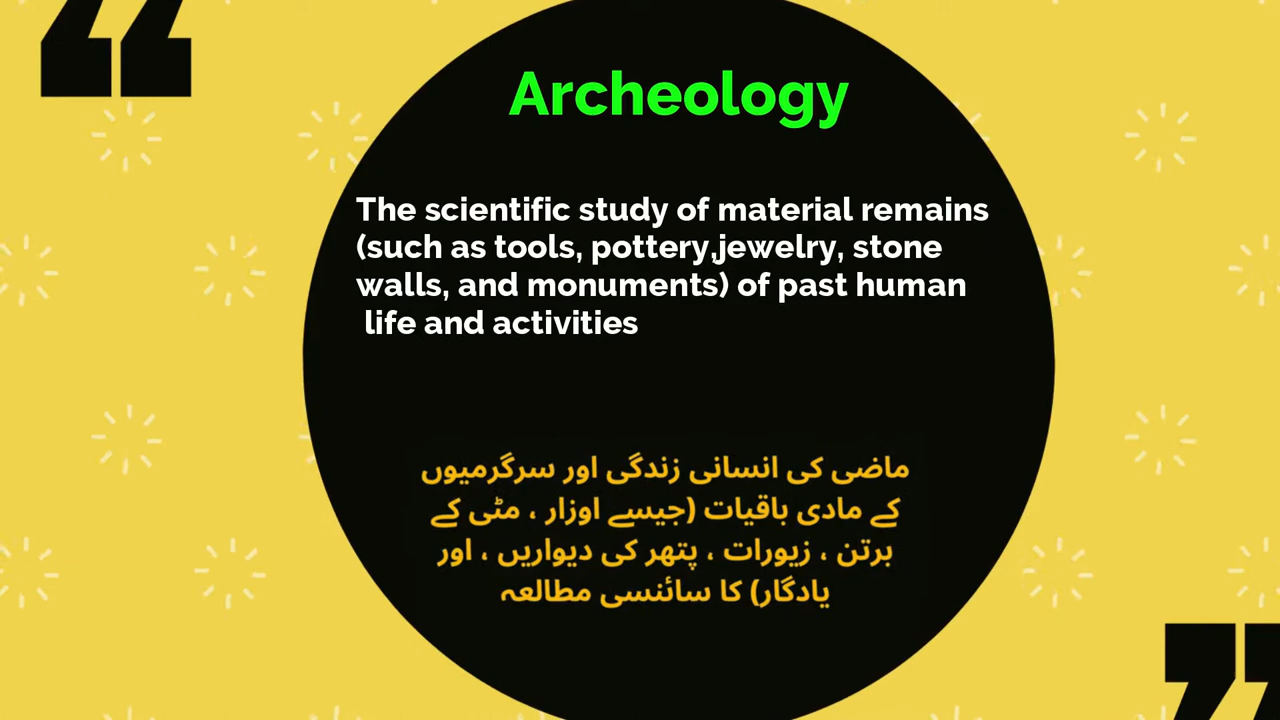 Archeology
The scientific study of material remains
(such as tools, pottery,jewelry, stone
walls, and monuments) of past human
life and activities
ماضی کی انسانی زندگی اور سرگرمیوں
کے مادی باقیات (جیسے اوزار ، مٹی کے
برتن ، زیورات ، پتھر کی دیواریں ، اور
یادگار) کا سائنسی مطالعہ